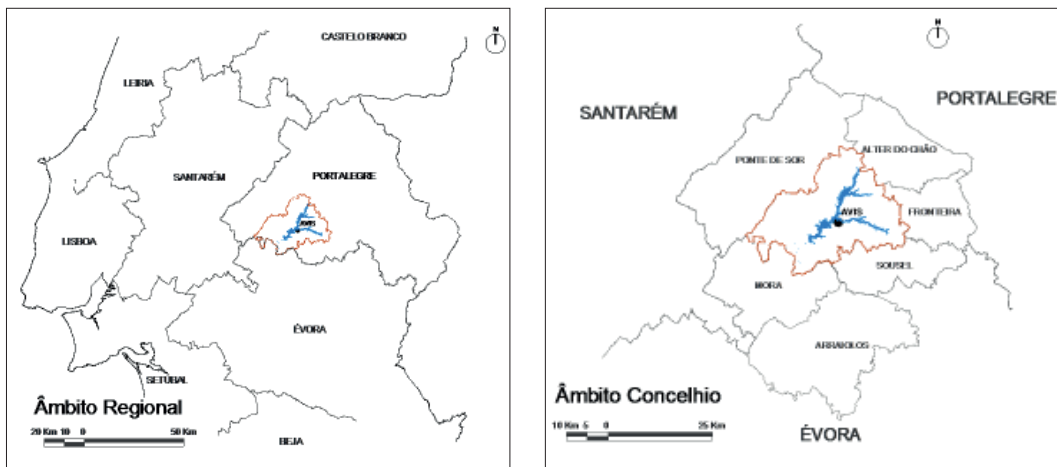 CASTELO BRANCO
N
LEIRIA
SANTARÉM
PORTALEGRE
AVIS
LISBOA
ÉVORA
SETÚBAL
Âmbito Regional
20 Km 10 0 50 Km
BEJA
N
PORTALEGRE
SANTARÉM
ALTER DO CHÃO
PONTE DE SOR
AVIS
FRONTEIRA
SOUSEL
MORA
ARRAIOLOS
Âmbito Concelhio
10 Km 5 0 25 Km
ÉVORA